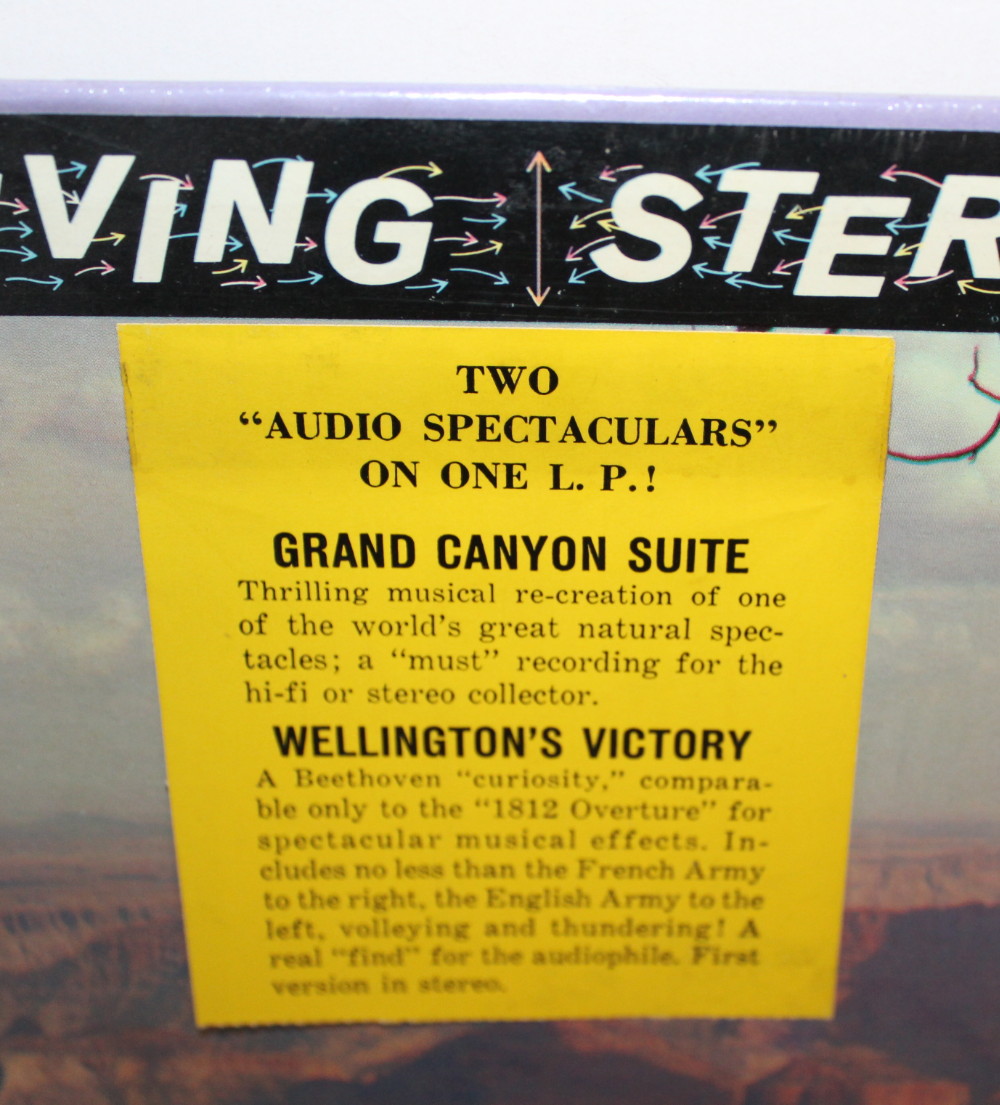 VING STER
TWO
“AUDIO SPECTACULARS”
ON ONE L. P.!
GRAND CANYON SUITE
Thrilling musical re-creation of one
of the world's great natural spec-
tacles; a “must” recording for the
hi-fi or stereo collector.
WELLINGTON'S VICTORY
A Beethoven “curiosity,” compara-
ble only to the “1812 Overture” for
spectacular musical effects. In-
cludes no less than the French Army
to the right, the English Army to the
left, volleying and thundering! A
real “find” for the audiophile. First
version in stereo.